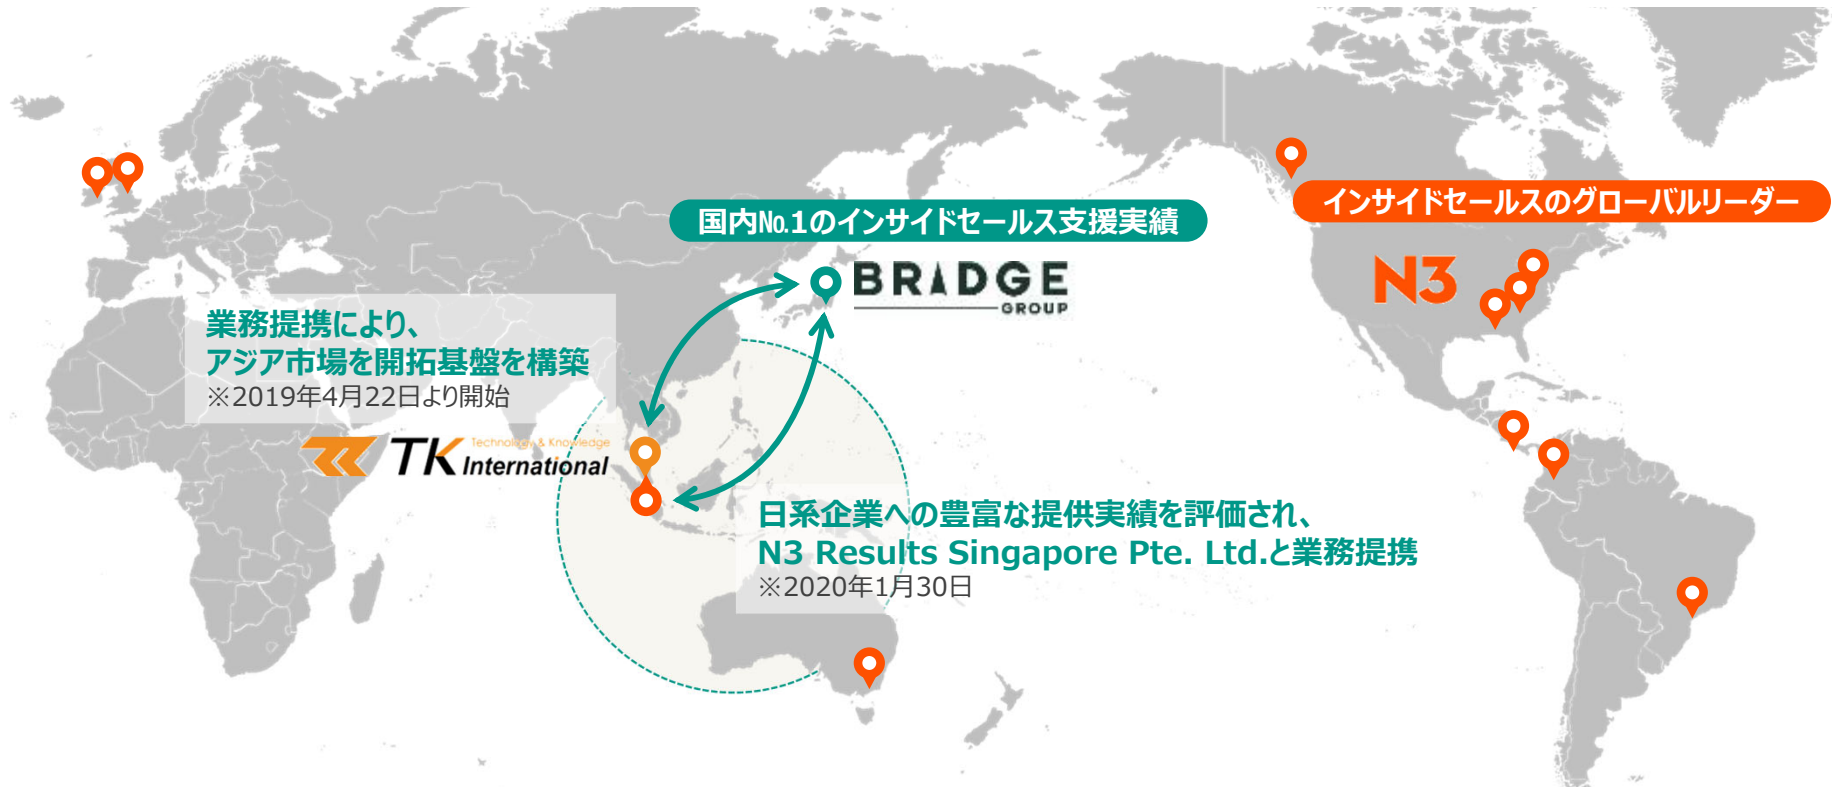 国内№1のインサイドセールス支援実績
BRIDGE
GROUP
インサイドセールスのグローバルリーダー
N3
業務提携により、
アジア市場を開拓基盤を構築
※2019年4月22日より開始
TK Technology & Knowledge
International
日系企業への豊富な提供実績を評価され、
N3 Results Singapore Pte. Ltd.と業務提携
※2020年1月30日